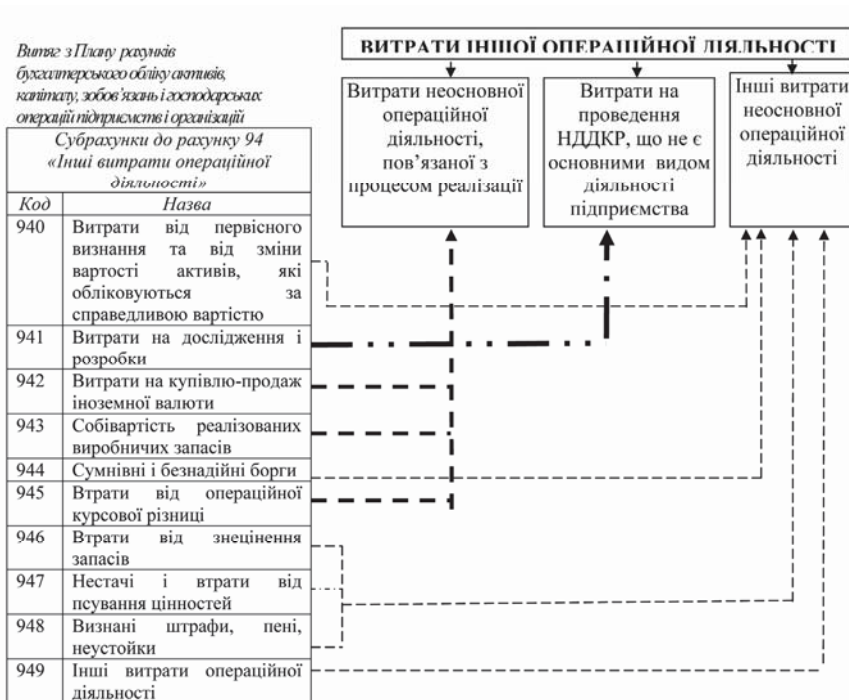 Витяг з Плану рахунків
бухгалтерського обліку активів,
капіталу, зобов'язань і господарських
операцій підприємств і організацій
Субрахунки до рахунку 94
«Інші витрати операційної
діяльності»
Код Назва
940 Витрати від первісного
визнання та від зміни
вартості активів, які
обліковуються за
справедливою вартістю
941 Витрати на дослідження і
розробки
942 Витрати на купівлю-продаж
іноземної валюти
943 Собівартість реалізованих
виробничих запасів
944 Сумнівні і безнадійні борги
945 Втрати від операційної
курсової різниці
946 Втрати від знецінення
запасів
947 Нестачі і втрати від
псування цінностей
948 Визнані штрафи, пені,
неустойки
949 Інші витрати операційної
діяльності
ВИТРАТИ ІНШОЇ ОПЕРАЦІЙНОЇ ДІЯЛЬНОСТІ
Витрати неосновної
операційної
діяльності,
пов'язаної з
процесом реалізації
Витрати на
проведення
НДДКР, що не є
основними видом
діяльності
підприємства
Інші витрати
неосновної
операційної
діяльності